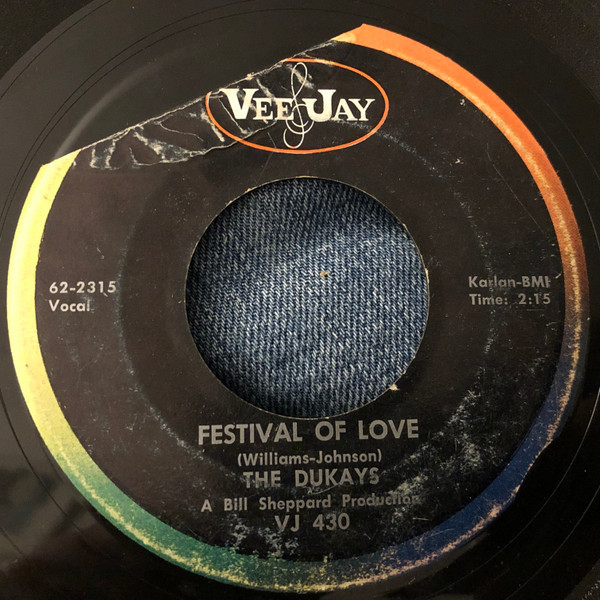 VEE JAY
62-2315
Vocal
Karlan-BMI
Time: 2:15
FESTIVAL OF LOVE
(Williams-Johnson)
THE DUKAYS
A Bill Sheppard Production
VJ 430